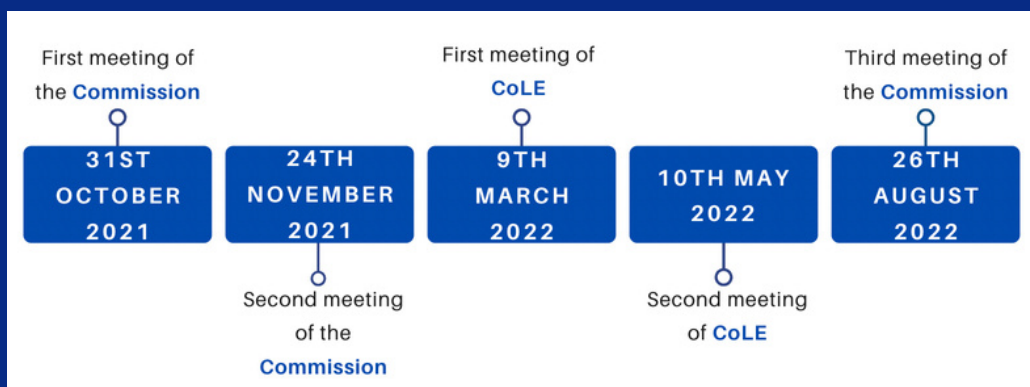 First meeting of
the Commission
31ST
OCTOBER
2021
24TH
NOVEMBER
2021
Second meeting
of the
Commission
First meeting of
CoLE
9TH
MARCH
2022
10TH MAY
2022
Second meeting
of CoLE
Third meeting of
the Commission
26TH
AUGUST
2022